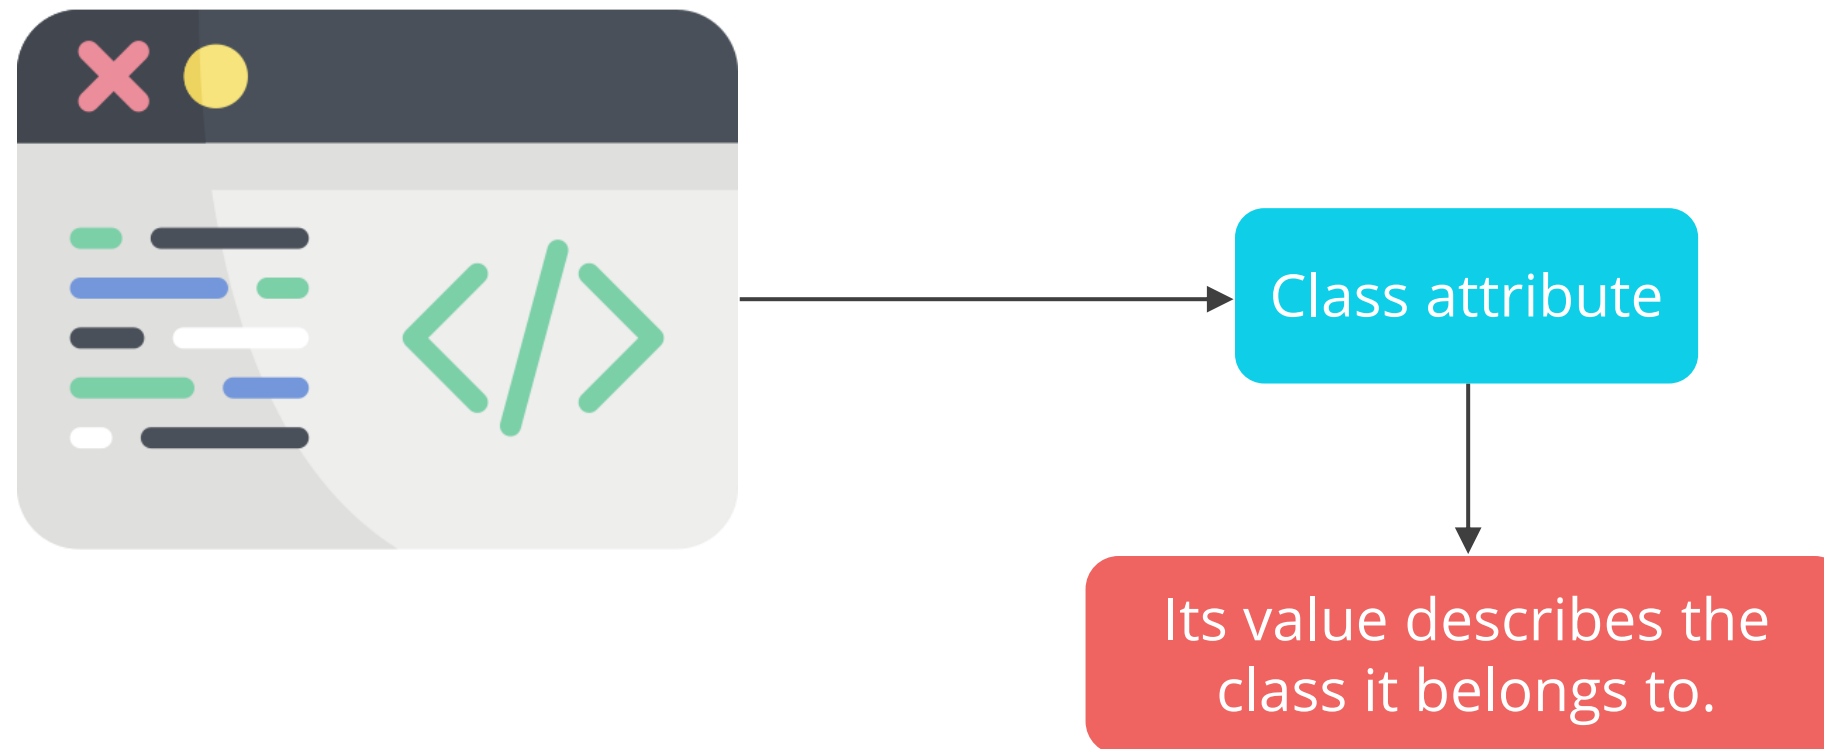 Class attribute
Its value describes the
class it belongs to.